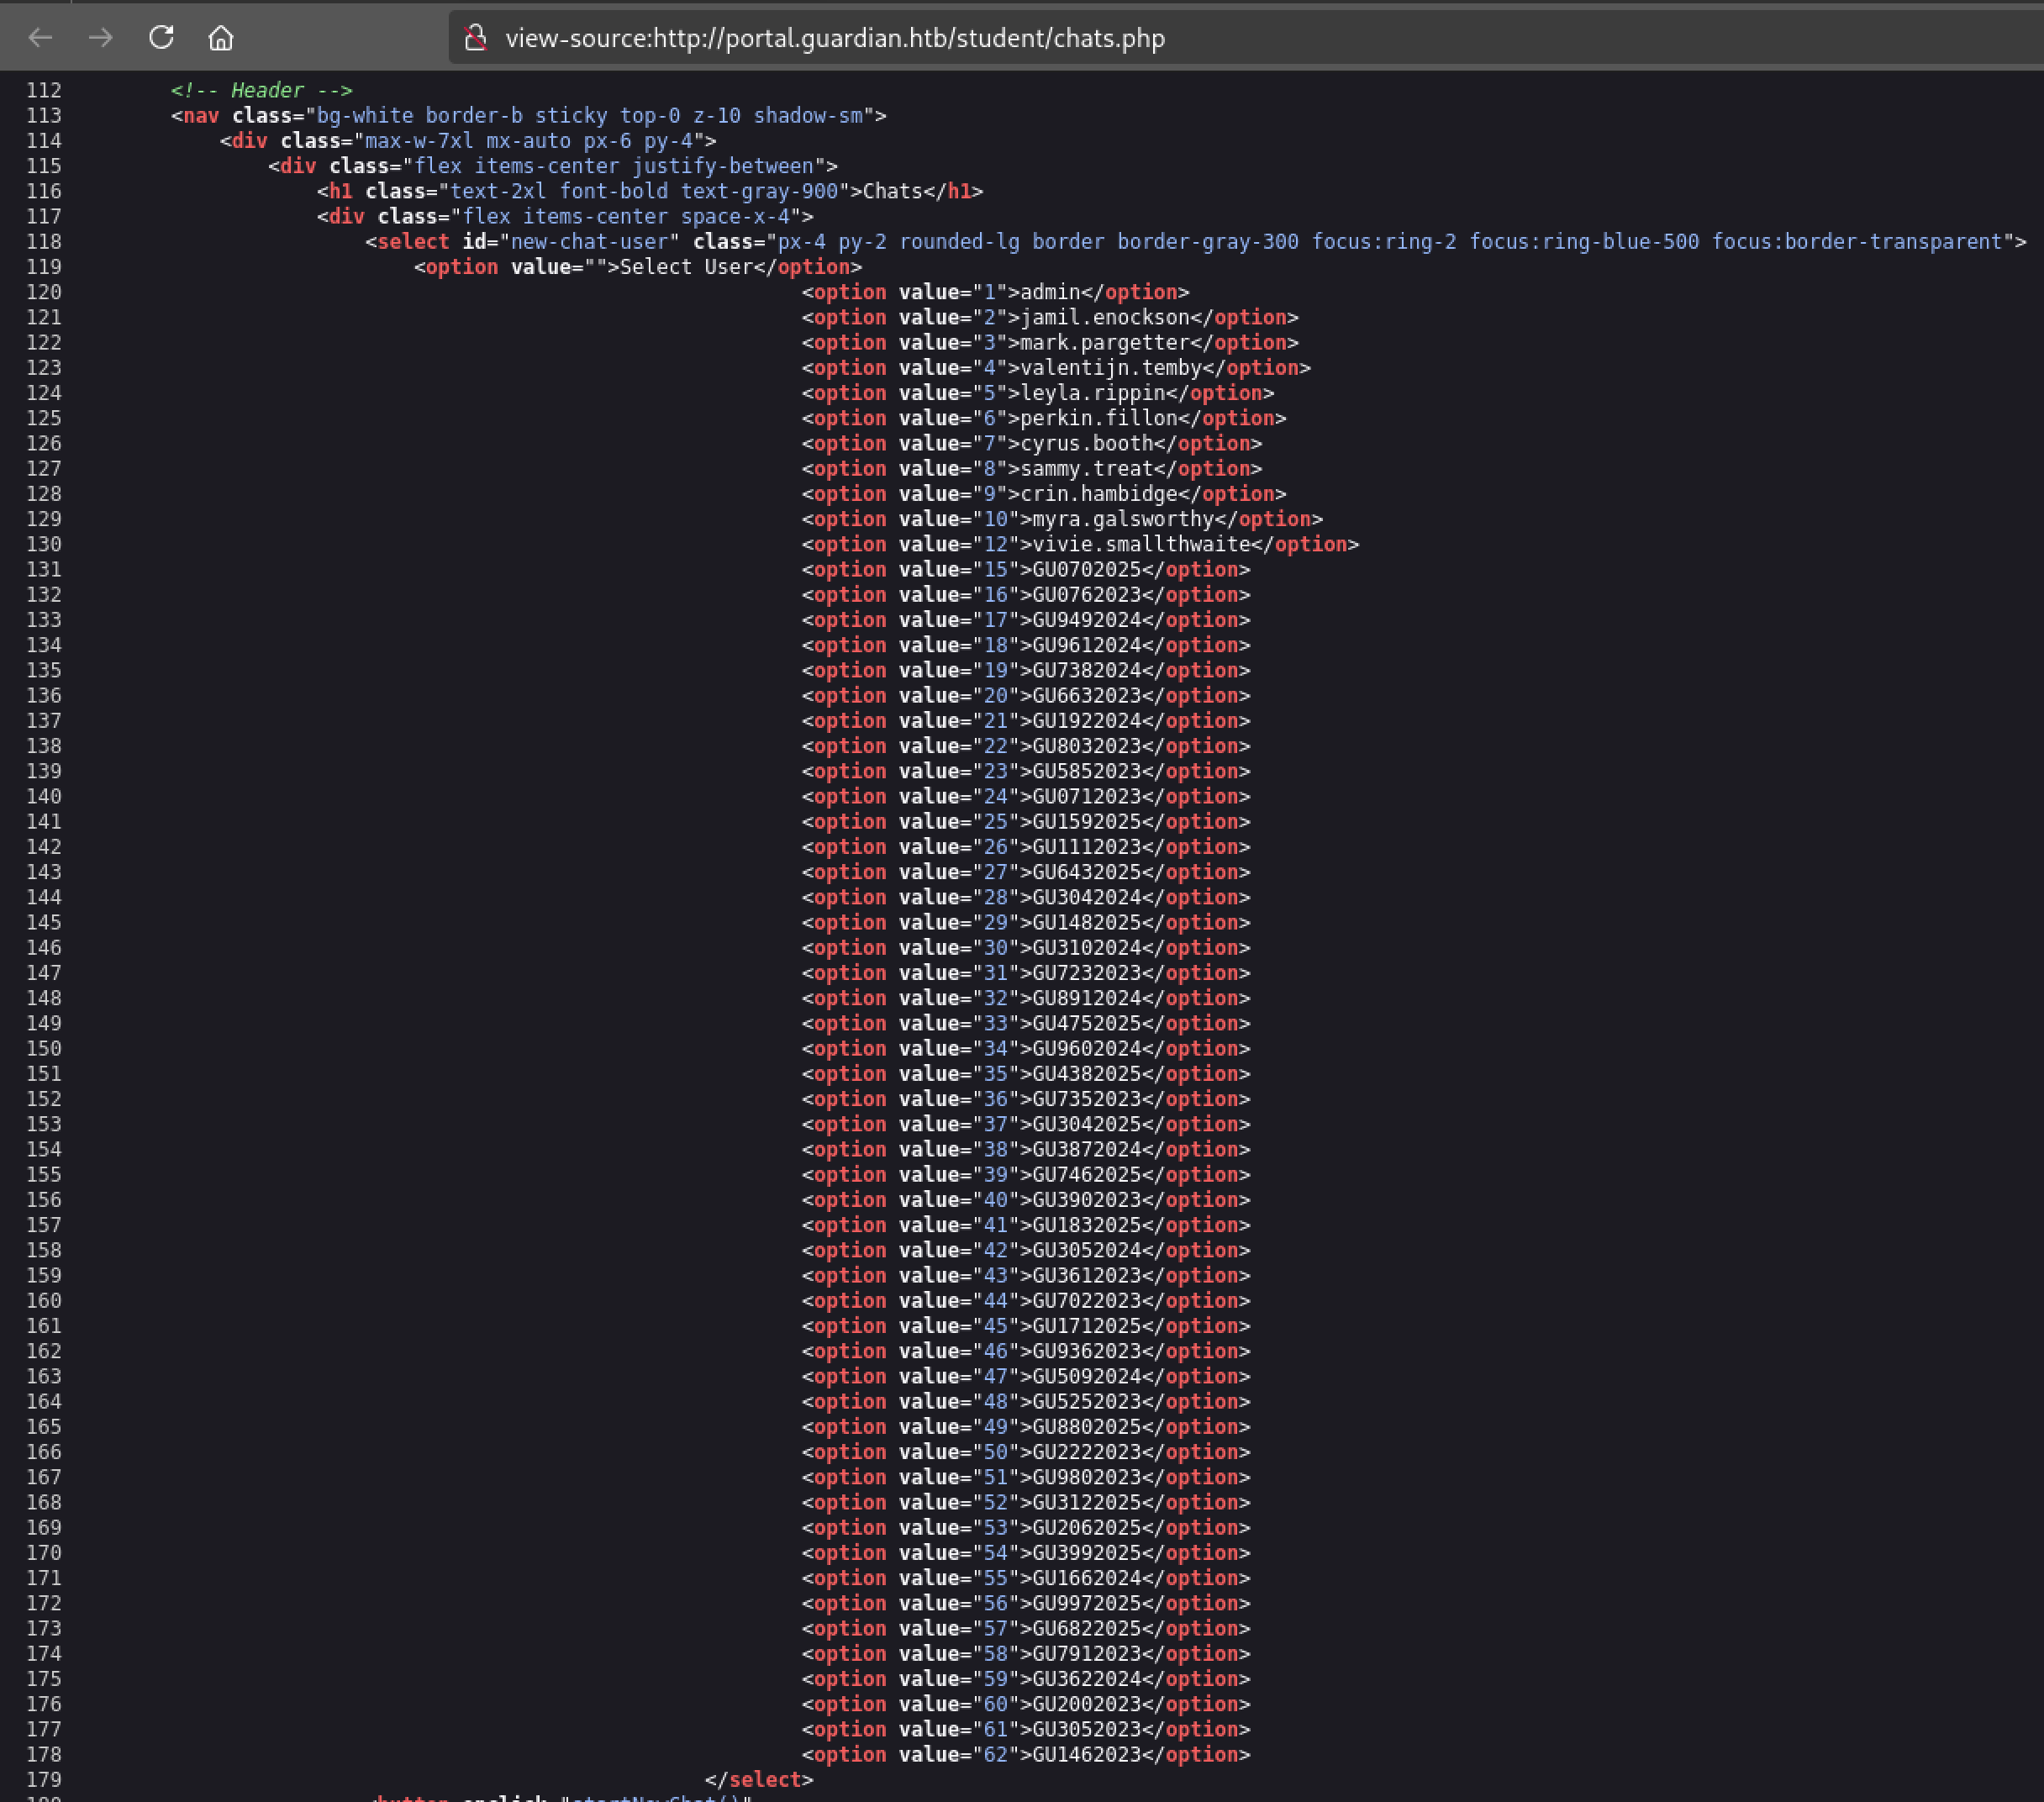 view-source:http://portal.guardian.htb/student/chats.php
112 <!-- Header -->
113 <nav class="bg-white border-b sticky top-0 z-10 shadow-sm">
114 <div class="max-w-7xl mx-auto px-6 py-4">
115 <div class="flex items-center justify-between">
116 <h1 class="text-2xl font-bold text-gray-900">Chats</h1>
117 <div class="flex items-center space-x-4">
118 <select id="new-chat-user" class="px-4 py-2 rounded-lg border border-gray-300 focus:ring-2 focus:ring-blue-500 focus:border-transparent">
119 <option value="">Select User</option>
120 <option value="1">admin</option>
121 <option value="2">jamil.enockson</option>
122 <option value="3">mark.pargetter</option>
123 <option value="4">valentijn.temby</option>
124 <option value="5">leyla.rippin</option>
125 <option value="6">perkin.fillon</option>
126 <option value="7">cyrus.booth</option>
127 <option value="8">sammy.treat</option>
128 <option value="9">crin.hambidge</option>
129 <option value="10">myra.galsworthy</option>
130 <option value="12">vivie.smallthwaite</option>
131 <option value="15">GU0702025</option>
132 <option value="16">GU0762023</option>
133 <option value="17">GU9492024</option>
134 <option value="18">GU9612024</option>
135 <option value="19">GU7382024</option>
136 <option value="20">GU6632023</option>
137 <option value="21">GU1922024</option>
138 <option value="22">GU8032023</option>
139 <option value="23">GU5852023</option>
140 <option value="24">GU0712023</option>
141 <option value="25">GU1592025</option>
142 <option value="26">GU1112023</option>
143 <option value="27">GU6432025</option>
144 <option value="28">GU3042024</option>
145 <option value="29">GU1482025</option>
146 <option value="30">GU3102024</option>
147 <option value="31">GU7232023</option>
148 <option value="32">GU8912024</option>
149 <option value="33">GU4752025</option>
150 <option value="34">GU9602024</option>
151 <option value="35">GU4382025</option>
152 <option value="36">GU7352023</option>
153 <option value="37">GU3042025</option>
154 <option value="38">GU3872024</option>
155 <option value="39">GU7462025</option>
156 <option value="40">GU3902023</option>
157 <option value="41">GU1832025</option>
158 <option value="42">GU3052024</option>
159 <option value="43">GU3612023</option>
160 <option value="44">GU7022023</option>
161 <option value="45">GU1712025</option>
162 <option value="46">GU9362023</option>
163 <option value="47">GU5092024</option>
164 <option value="48">GU5252023</option>
165 <option value="49">GU8802025</option>
166 <option value="50">GU2222023</option>
167 <option value="51">GU9802023</option>
168 <option value="52">GU3122025</option>
169 <option value="53">GU2062025</option>
170 <option value="54">GU3992025</option>
171 <option value="55">GU1662024</option>
172 <option value="56">GU9972025</option>
173 <option value="57">GU6822025</option>
174 <option value="58">GU7912023</option>
175 <option value="59">GU3622024</option>
176 <option value="60">GU2002023</option>
177 <option value="61">GU3052023</option>
178 <option value="62">GU1462023</option>
179 </select>